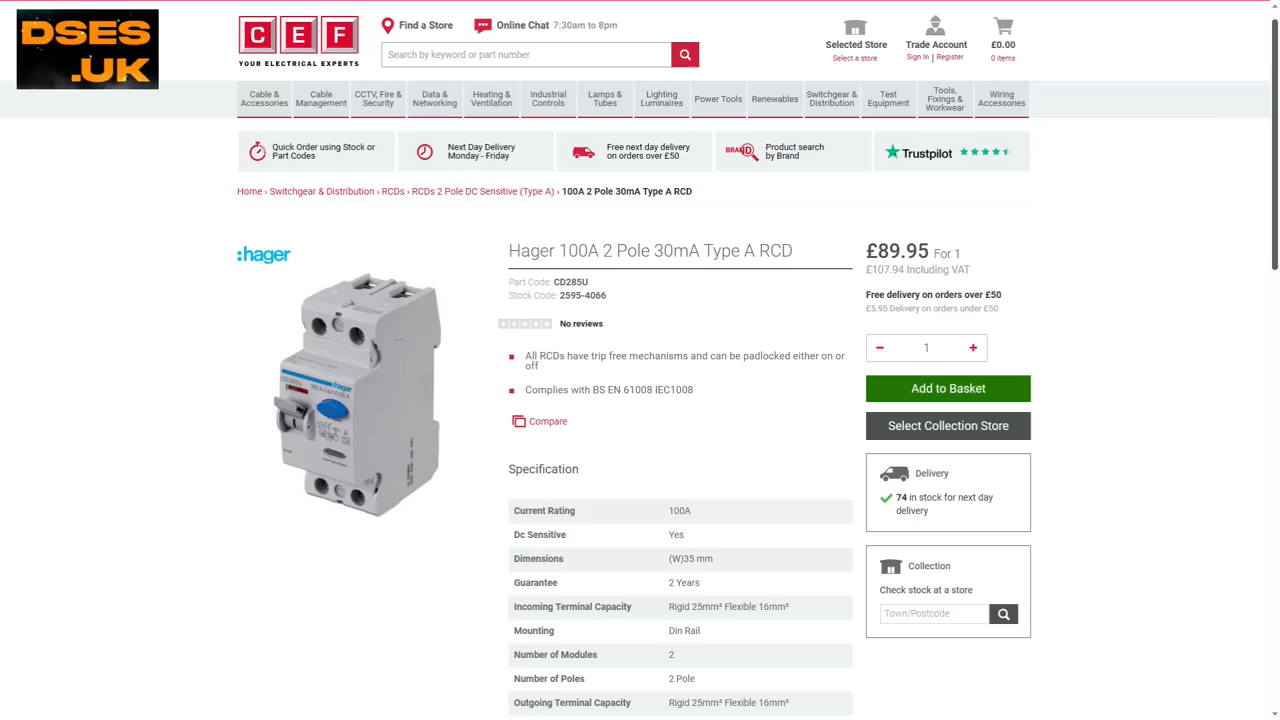 DSES
.UK
CEF
YOUR ELECTRICAL EXPERTS
Find a Store
Online Chat 7:30am to 8pm
Search by keyword or part number
Selected Store
Select a store
Trade Account
Sign In | Register
£0.00
0 items
Cable & Accessories
Cable Management
CCTV, Fire & Security
Data & Networking
Heating & Ventilation
Industrial Controls
Lamps & Tubes
Lighting Luminaires
Power Tools
Renewables
Switchgear & Distribution
Test Equipment
Tools, Fixings & Workwear
Wiring Accessories
Quick Order using Stock or
Part Codes
Next Day Delivery
Monday - Friday
Free next day delivery
on orders over £50
BRAND
Product search
by Brand
Trustpilot
Home › Switchgear & Distribution › RCDs › RCDs 2 Pole DC Sensitive (Type A) › 100A 2 Pole 30mA Type A RCD
:hager
Hager 100A 2 Pole 30mA Type A RCD
Part Code: CD285U
Stock Code: 2595-4066
No reviews
All RCDs have trip free mechanisms and can be padlocked either on or
off
Complies with BS EN 61008 IEC1008
Compare
Specification
Current Rating 100A
Dc Sensitive Yes
Dimensions (W)35 mm
Guarantee 2 Years
Incoming Terminal Capacity Rigid 25mm² Flexible 16mm²
Mounting Din Rail
Number of Modules 2
Number of Poles 2 Pole
Outgoing Terminal Capacity Rigid 25mm² Flexible 16mm²
£89.95 For 1
£107.94 Including VAT
Free delivery on orders over £50
£5.95 Delivery on orders under £50
- 1 +
Add to Basket
Select Collection Store
Delivery
74 in stock for next day
delivery
Collection
Check stock at a store
Town/Postcode